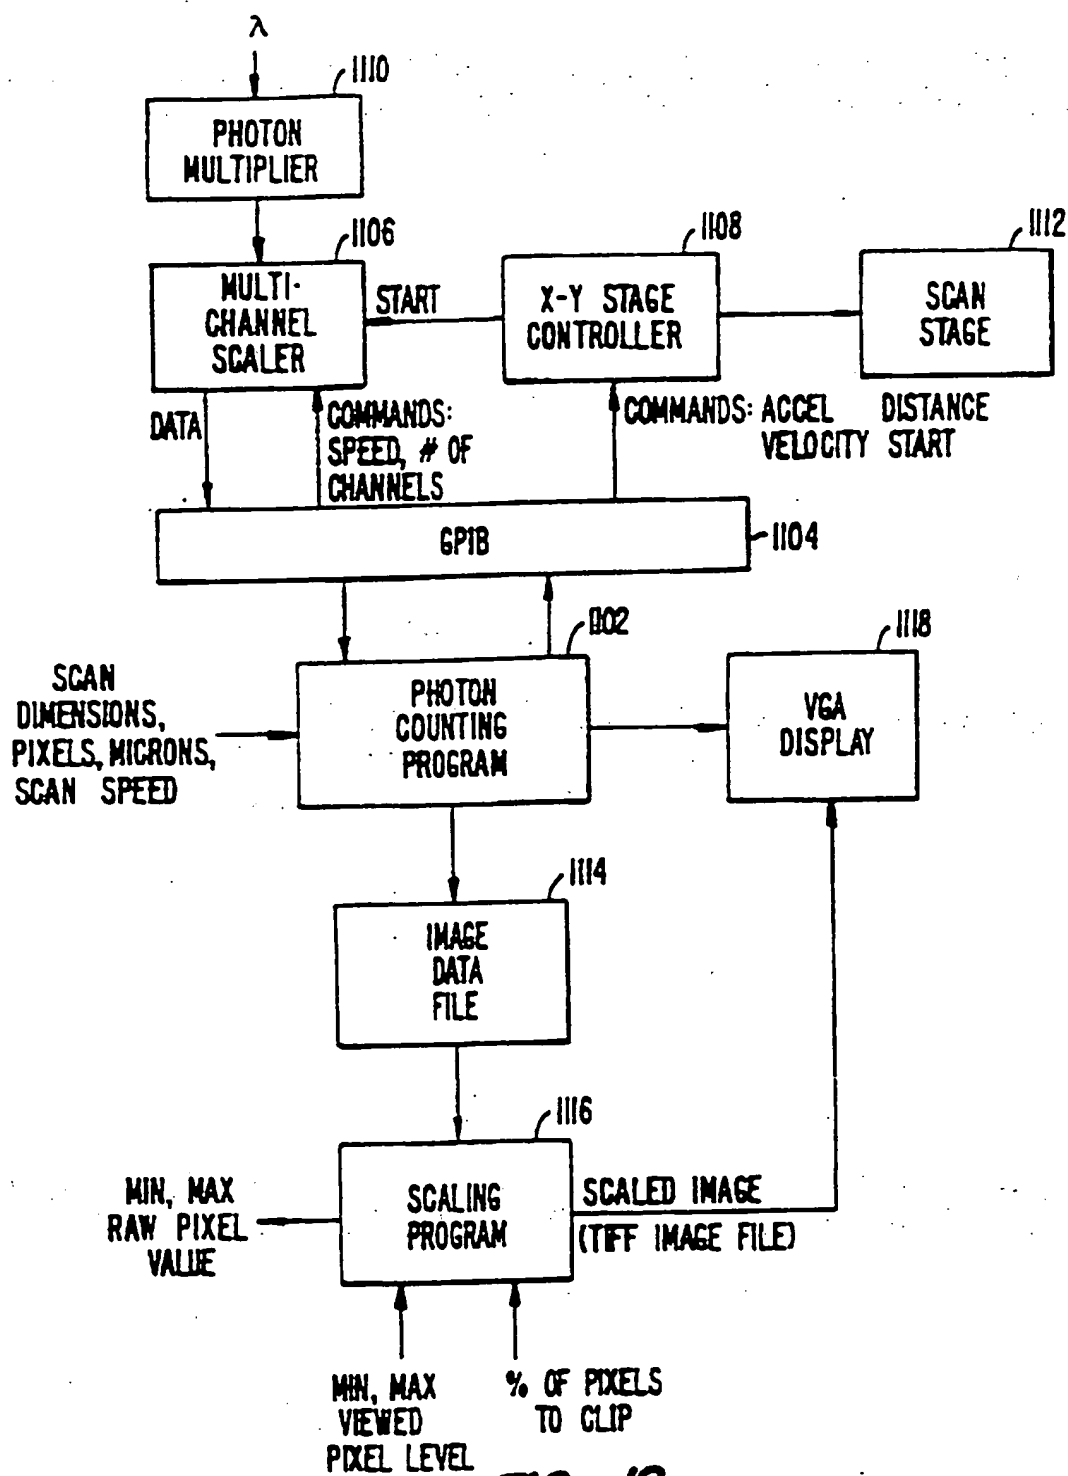 λ
1110
PHOTON
MULTIPLIER
1106
1108
1112
MULTI-
CHANNEL
SCALER
START
X-Y STAGE
CONTROLLER
SCAN
STAGE
DATA
COMMANDS:
SPEED, # OF
CHANNELS
COMMANDS: ACCEL DISTANCE
VELOCITY START
GPIB
1104
1102
1118
SCAN
DIMENSIONS,
PIXELS, MICRONS,
SCAN SPEED
PHOTON
COUNTING
PROGRAM
VGA
DISPLAY
1114
IMAGE
DATA
FILE
1116
MIN, MAX
RAW PIXEL
VALUE
SCALING
PROGRAM
SCALED IMAGE
(TIFF IMAGE FILE)
MIN, MAX
VIEWED
PIXEL LEVEL
% OF PIXELS
TO CLIP